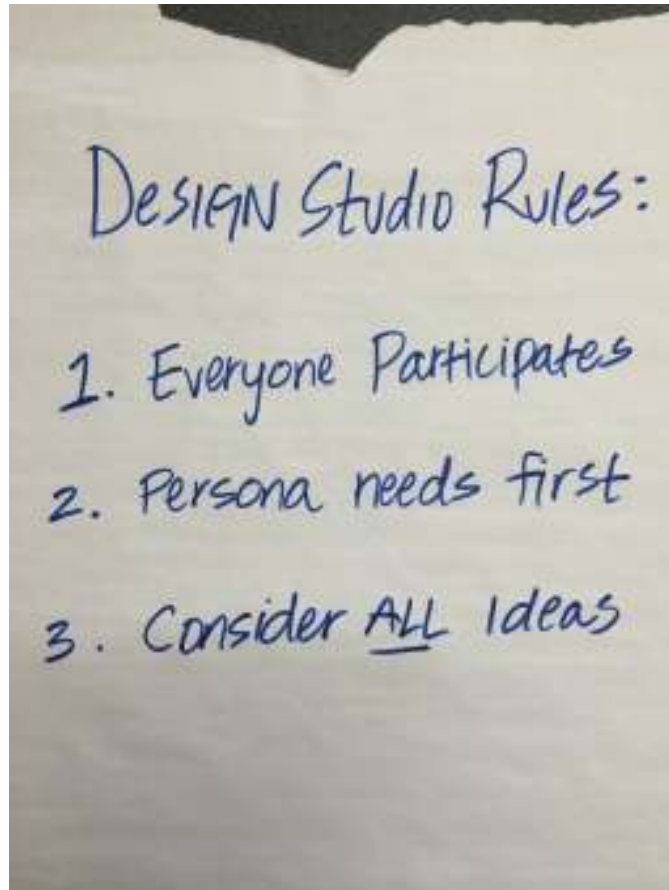 Design Studio Rules:
1. Everyone Participates
2. Persona needs first
3. Consider ALL Ideas